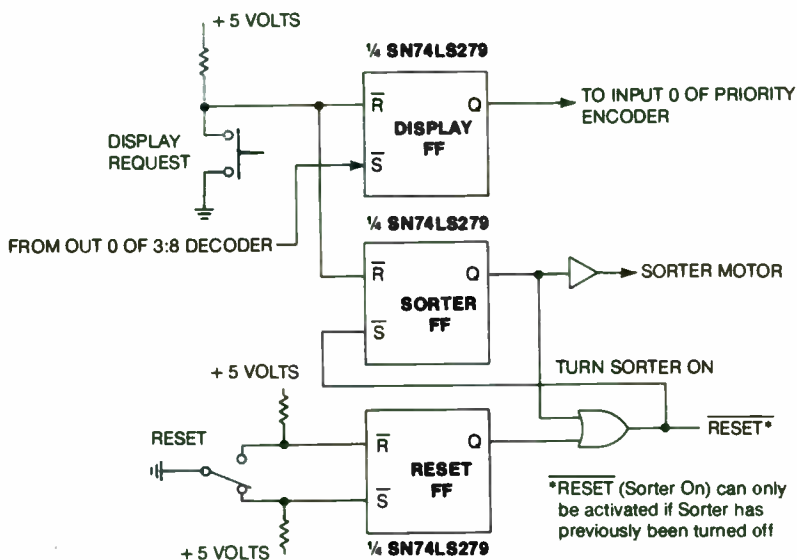 + 5 VOLTS
¼ SN74LS279
R̅
Q
DISPLAY
FF
S̅
TO INPUT 0 OF PRIORITY
ENCODER
DISPLAY
REQUEST
FROM OUT 0 OF 3:8 DECODER
¼ SN74LS279
R̅
Q
SORTER
FF
S̅
SORTER MOTOR
TURN SORTER ON
+ 5 VOLTS
RESET
R̅
Q
RESET
FF
S̅
R̅E̅S̅E̅T̅*
*R̅E̅S̅E̅T̅ (Sorter On) can only
be activated if Sorter has
previously been turned off
+ 5 VOLTS
¼ SN74LS279